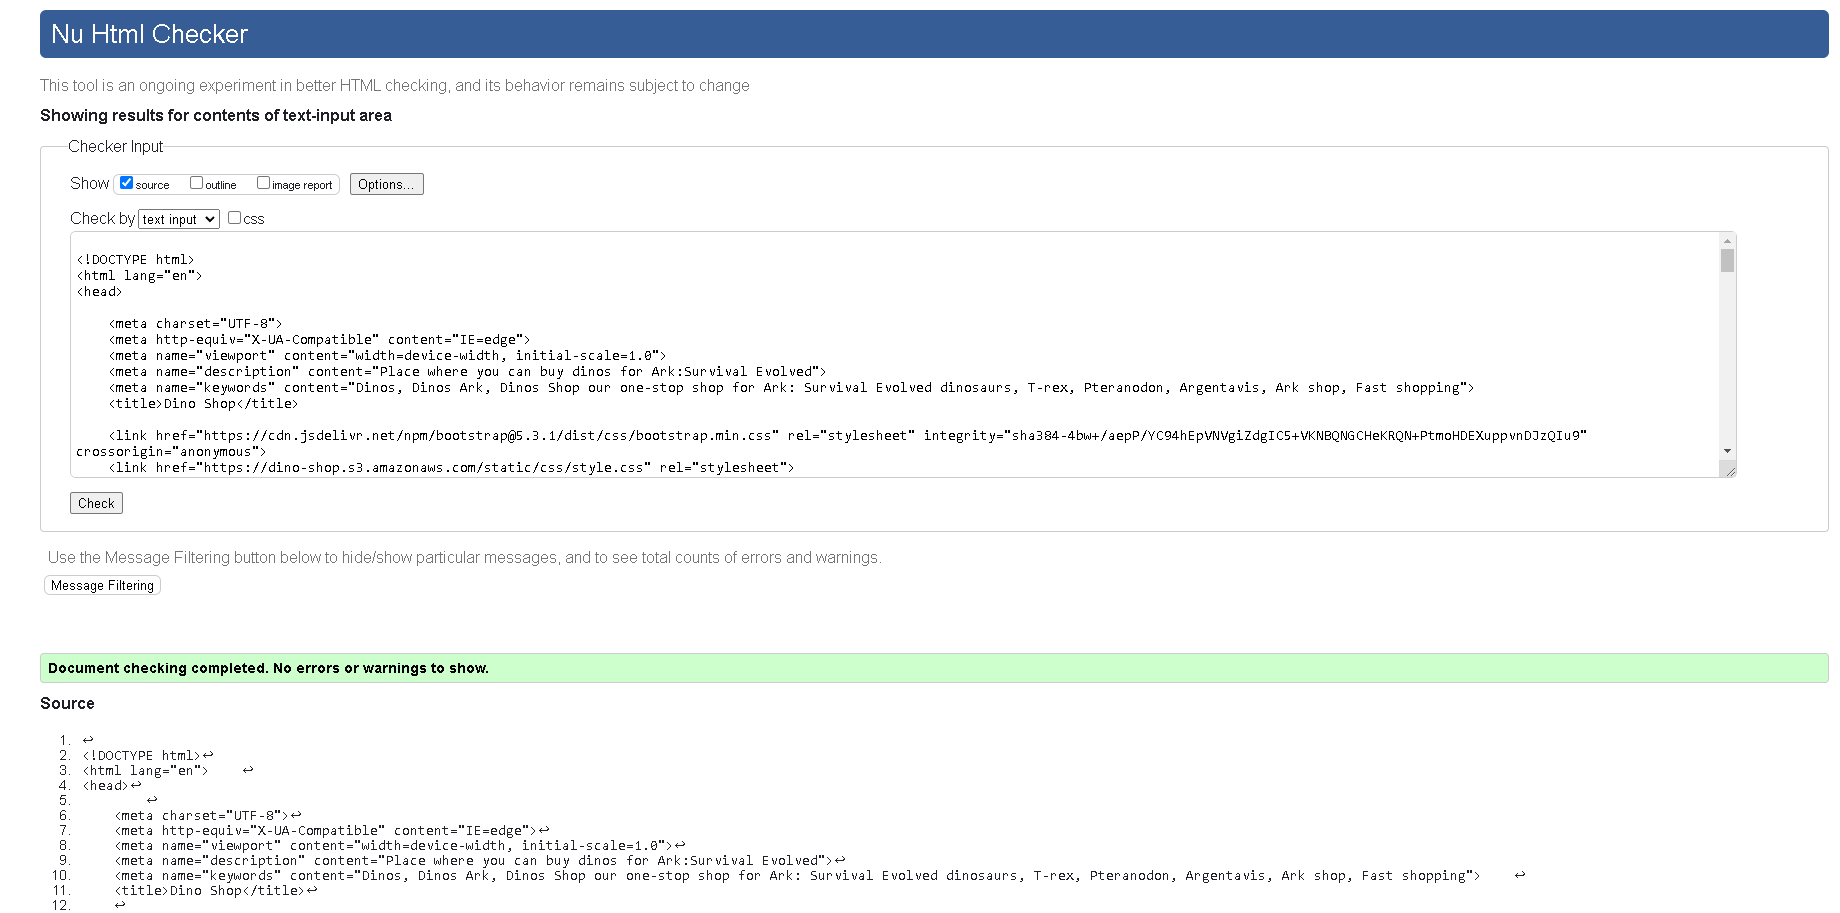 Nu Html Checker
This tool is an ongoing experiment in better HTML checking, and its behavior remains subject to change
Showing results for contents of text-input area
Checker Input
Show source outline image report Options...
Check by text input css
<!DOCTYPE html>
<html lang="en">
<head>
<meta charset="UTF-8">
<meta http-equiv="X-UA-Compatible" content="IE=edge">
<meta name="viewport" content="width=device-width, initial-scale=1.0">
<meta name="description" content="Place where you can buy dinos for Ark:Survival Evolved">
<meta name="keywords" content="Dinos, Dinos Ark, Dinos Shop our one-stop shop for Ark: Survival Evolved dinosaurs, T-rex, Pteranodon, Argentavis, Ark shop, Fast shopping">
<title>Dino Shop</title>
<link href="https://cdn.jsdelivr.net/npm/bootstrap@5.3.1/dist/css/bootstrap.min.css" rel="stylesheet" integrity="sha384-4bw+/aepP/YC94hEpVNVgiZdgIC5+VKNBQNGCHeKRQN+PtmoHDEXuppvnDJzQIu9"
crossorigin="anonymous">
<link href="https://dino-shop.s3.amazonaws.com/static/css/style.css" rel="stylesheet">
Check
Use the Message Filtering button below to hide/show particular messages, and to see total counts of errors and warnings.
Message Filtering
Document checking completed. No errors or warnings to show.
Source
1. ↩
2. <!DOCTYPE html>↩
3. <html lang="en"> ↩
4. <head>↩
5. ↩
6. <meta charset="UTF-8">↩
7. <meta http-equiv="X-UA-Compatible" content="IE=edge">↩
8. <meta name="viewport" content="width=device-width, initial-scale=1.0">↩
9. <meta name="description" content="Place where you can buy dinos for Ark:Survival Evolved">↩
10. <meta name="keywords" content="Dinos, Dinos Ark, Dinos Shop our one-stop shop for Ark: Survival Evolved dinosaurs, T-rex, Pteranodon, Argentavis, Ark shop, Fast shopping"> ↩
11. <title>Dino Shop</title>↩
12. ↩